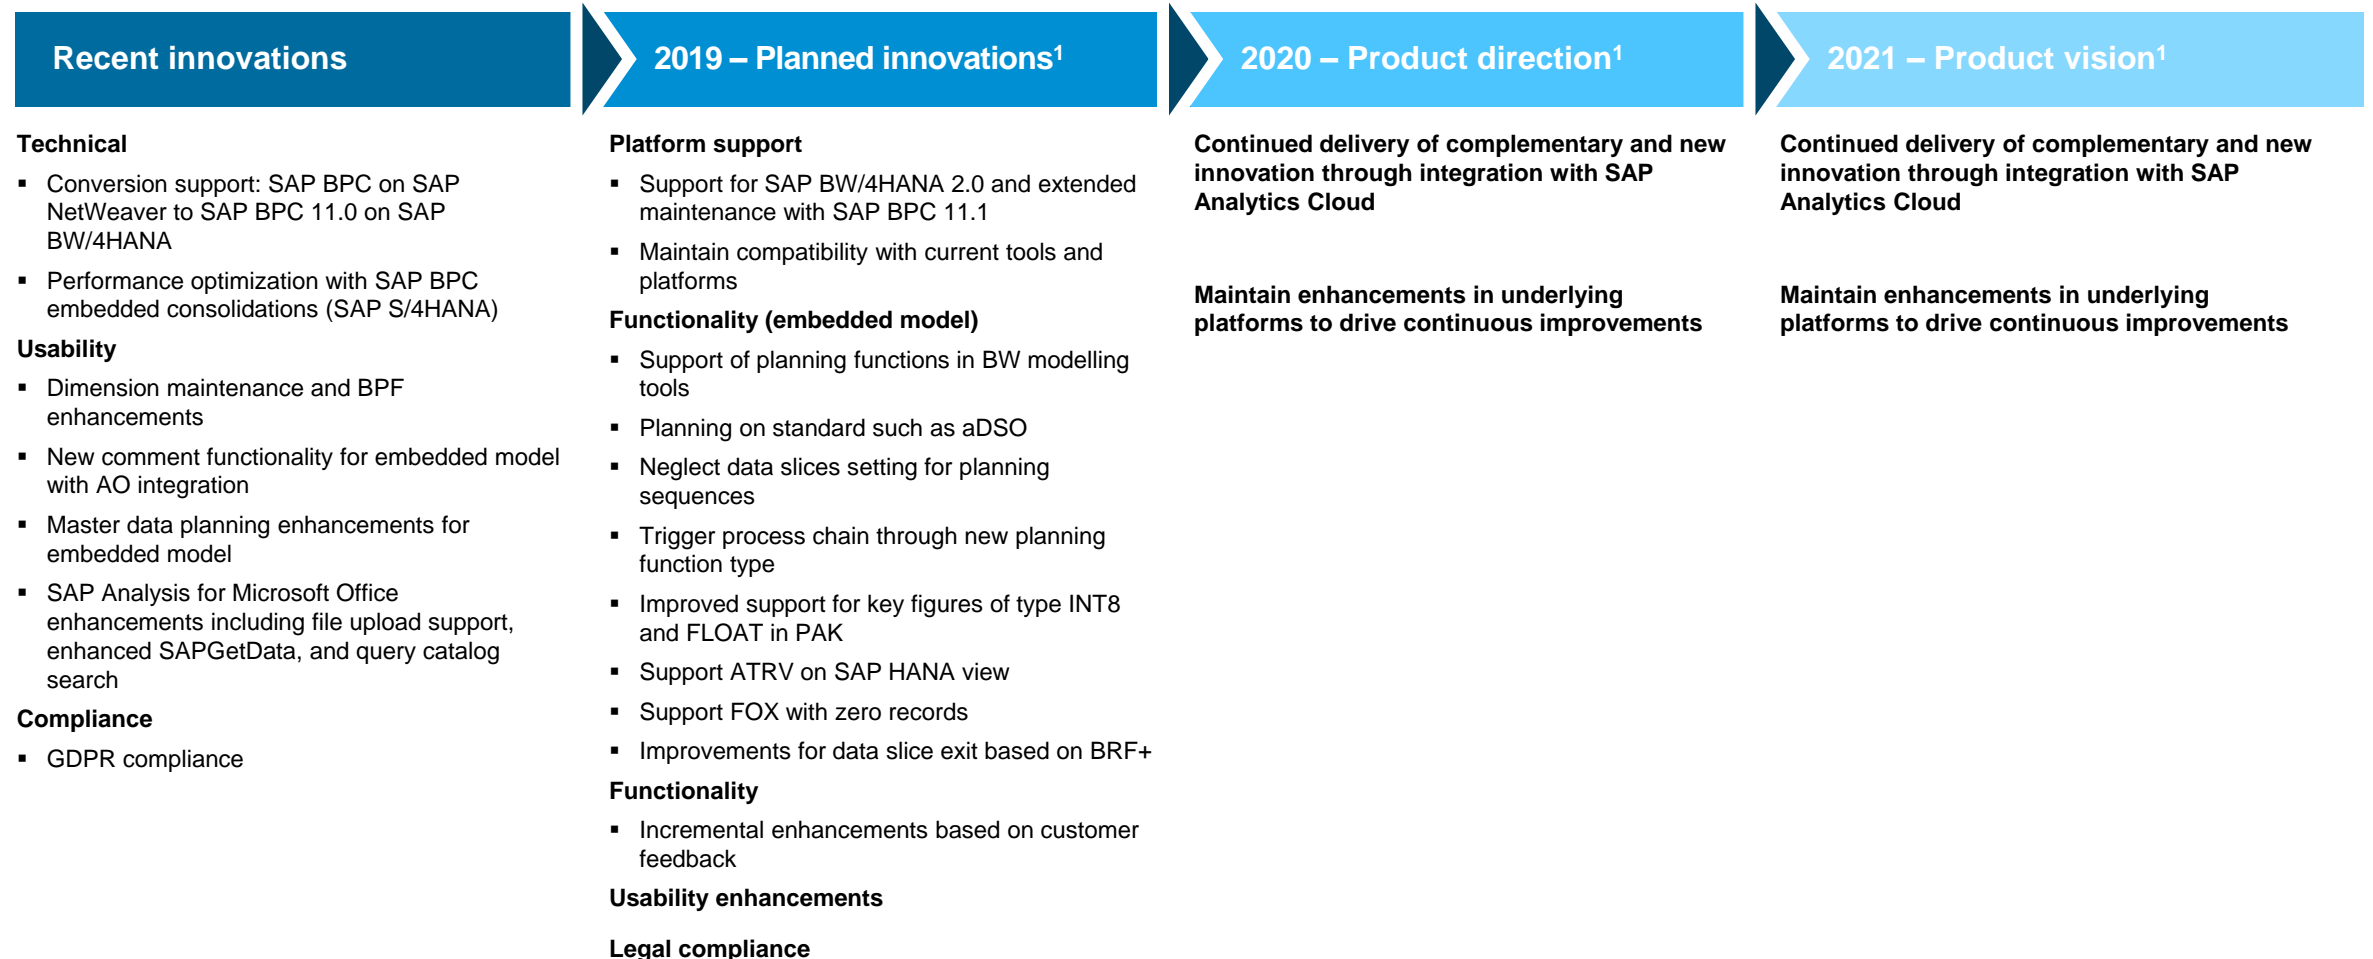 Recent innovations
Technical
▪ Conversion support: SAP BPC on SAP
NetWeaver to SAP BPC 11.0 on SAP
BW/4HANA
▪ Performance optimization with SAP BPC
embedded consolidations (SAP S/4HANA)
Usability
▪ Dimension maintenance and BPF
enhancements
▪ New comment functionality for embedded model
with AO integration
▪ Master data planning enhancements for
embedded model
▪ SAP Analysis for Microsoft Office
enhancements including file upload support,
enhanced SAPGetData, and query catalog
search
Compliance
▪ GDPR compliance
2019 – Planned innovations¹
Platform support
▪ Support for SAP BW/4HANA 2.0 and extended
maintenance with SAP BPC 11.1
▪ Maintain compatibility with current tools and
platforms
Functionality (embedded model)
▪ Support of planning functions in BW modelling
tools
▪ Planning on standard such as aDSO
▪ Neglect data slices setting for planning
sequences
▪ Trigger process chain through new planning
function type
▪ Improved support for key figures of type INT8
and FLOAT in PAK
▪ Support ATRV on SAP HANA view
▪ Support FOX with zero records
▪ Improvements for data slice exit based on BRF+
Functionality
▪ Incremental enhancements based on customer
feedback
Usability enhancements
Legal compliance
2020 – Product direction¹
Continued delivery of complementary and new
innovation through integration with SAP
Analytics Cloud
Maintain enhancements in underlying
platforms to drive continuous improvements
2021 – Product vision¹
Continued delivery of complementary and new
innovation through integration with SAP
Analytics Cloud
Maintain enhancements in underlying
platforms to drive continuous improvements